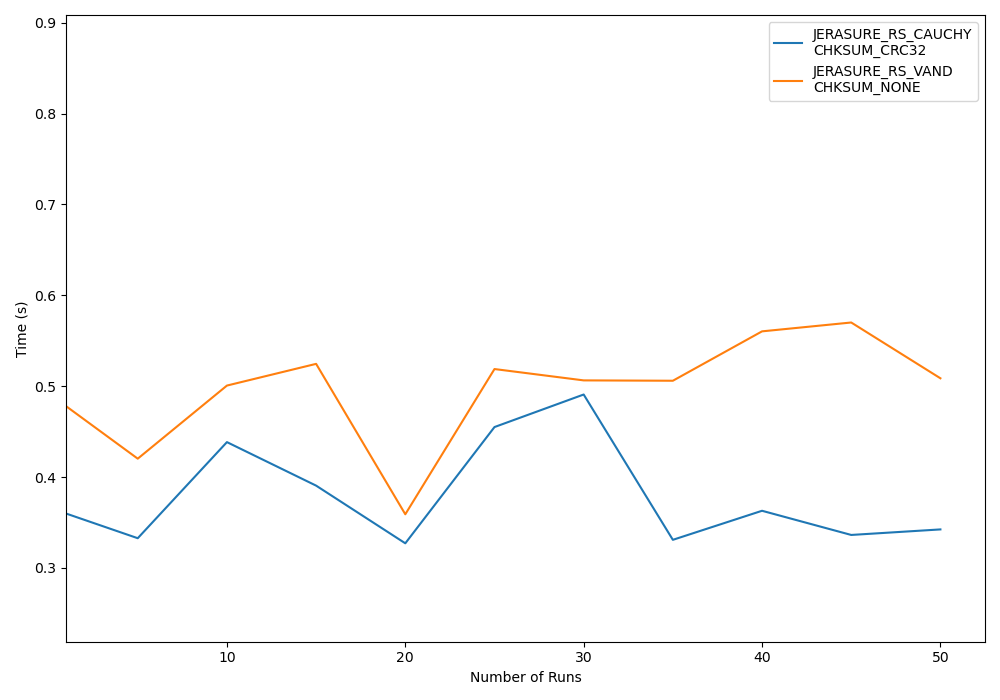 0.9
0.8
0.7
0.6
0.5
0.4
0.3
Time (s)
10 20 30 40 50
Number of Runs
JERASURE_RS_CAUCHY
CHKSUM_CRC32
JERASURE_RS_VAND
CHKSUM_NONE